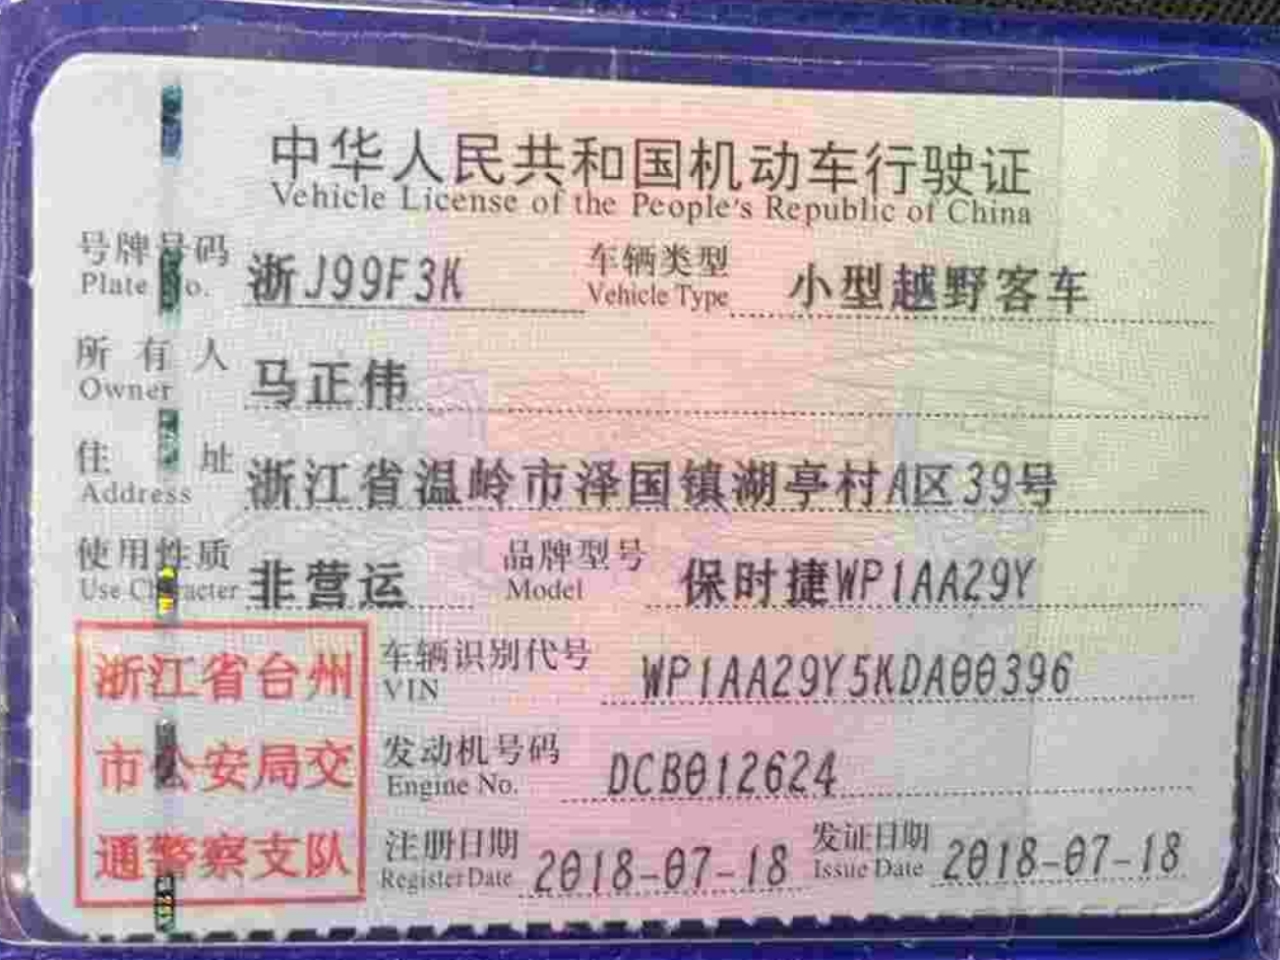 中华人民共和国机动车行驶证
Vehicle License of the People's Republic of China
号牌号码 浙J99F3K 车辆类型 小型越野客车
Plate No. Vehicle Type
所有人 马正伟
Owner
住址 浙江省温岭市泽国镇湖亭村A区39号
Address
使用性质 非营运 品牌型号 保时捷WP1AA29Y
Use Character Model
浙江省台州
市公安局交
通警察支队
车辆识别代号 WP1AA29Y5KDA00396
VIN
发动机号码 DCB012624
Engine No.
注册日期 2018-07-18 发证日期 2018-07-18
Register Date Issue Date